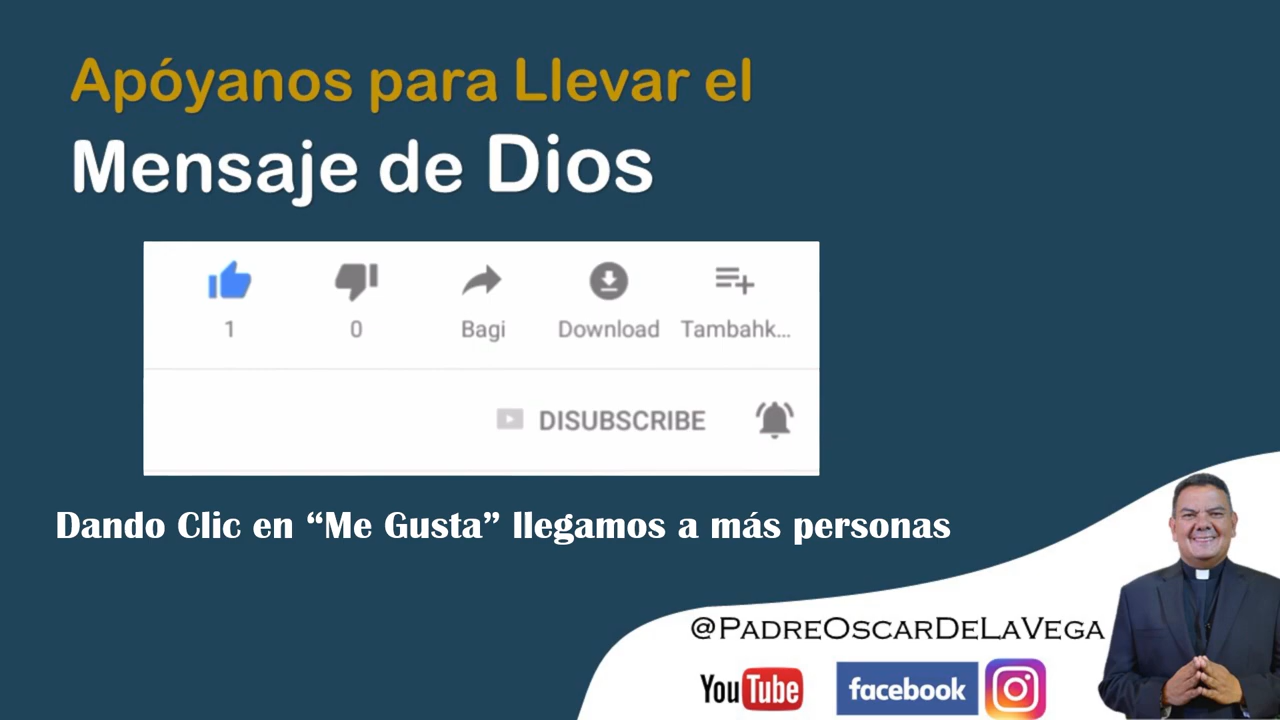 Apóyanos para Llevar el
Mensaje de Dios
1 0 Bagi Download Tambahk...
DISUBSCRIBE
Dando Clic en “Me Gusta” llegamos a más personas
@PadreOscarDeLaVega
YouTube facebook